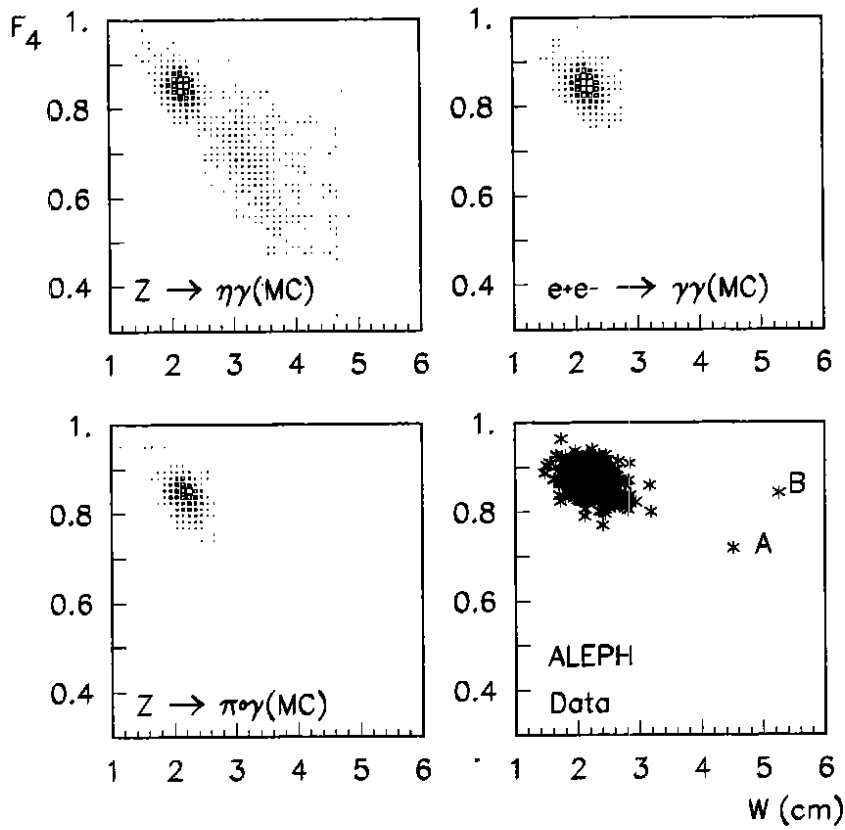 F4
1.
0.8
0.6
0.4
Z → ηγ(MC)
1 2 3 4 5 6
1.
0.8
0.6
0.4
e+e- → γγ(MC)
1 2 3 4 5 6
1.
0.8
0.6
0.4
Z → π°γ(MC)
1 2 3 4 5 6
1.
0.8
0.6
0.4
B
A
ALEPH
Data
1 2 3 4 5 6
W (cm)